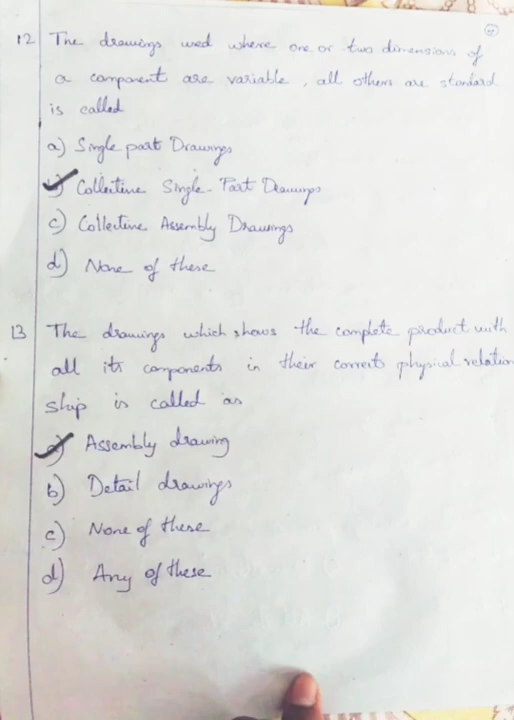 12 The drawings used where one or two dimensions of
a component are variable, all others are standard
is called
a) Single part Drawings
b) Collective Single-Part Drawings
c) Collective Assembly Drawings
d) None of these
13 The drawings which shows the complete product with
all its components in their corrects physical relation
ship is called as
a) Assembly drawing
b) Detail drawings
c) None of these
d) Any of these